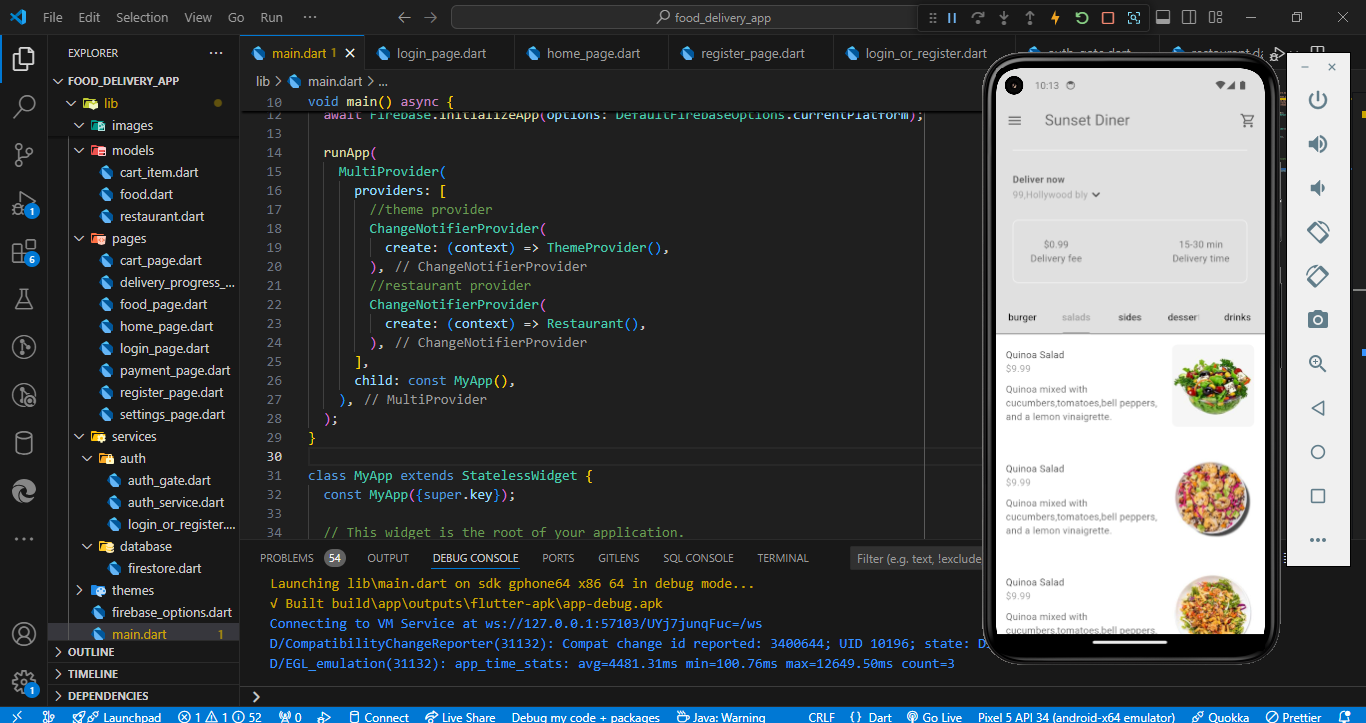 File Edit Selection View Go Run ··· food_delivery_app
EXPLORER ···
FOOD_DELIVERY_APP
lib
images
models
cart_item.dart
food.dart
restaurant.dart
pages
cart_page.dart
delivery_progress_...
food_page.dart
home_page.dart
login_page.dart
payment_page.dart
register_page.dart
settings_page.dart
services
auth
auth_gate.dart
auth_service.dart
login_or_register....
database
firestore.dart
themes
firebase_options.dart
main.dart 1
OUTLINE
TIMELINE
DEPENDENCIES
1
6
1
main.dart 1 login_page.dart home_page.dart register_page.dart login_or_register.dart
lib > main.dart > ...
10 void main() async {
12 await Firebase.initializeApp(options: DefaultFirebaseOptions.currentPlatform);
13
14 runApp(
15 MultiProvider(
16 providers: [
17 //theme provider
18 ChangeNotifierProvider(
19 create: (context) => ThemeProvider(),
20 ), // ChangeNotifierProvider
21 //restaurant provider
22 ChangeNotifierProvider(
23 create: (context) => Restaurant(),
24 ), // ChangeNotifierProvider
25 ],
26 child: const MyApp(),
27 ), // MultiProvider
28 );
29 }
30
31 class MyApp extends StatelessWidget {
32 const MyApp({super.key});
33
34 // This widget is the root of your application.
PROBLEMS 54 OUTPUT DEBUG CONSOLE PORTS GITLENS SQL CONSOLE TERMINAL Filter (e.g. text, !exclude
Launching lib\main.dart on sdk gphone64 x86 64 in debug mode...
√ Built build\app\outputs\flutter-apk\app-debug.apk
Connecting to VM Service at ws://127.0.0.1:57103/UYj7junqFuc=/ws
D/CompatibilityChangeReporter(31132): Compat change id reported: 3400644; UID 10196; state: D
D/EGL_emulation(31132): app_time_stats: avg=4481.31ms min=100.76ms max=12649.50ms count=3
10:13
Sunset Diner
Deliver now
99,Hollywood bly
$0.99 15-30 min
Delivery fee Delivery time
burger salads sides desser drinks
Quinoa Salad
$9.99
Quinoa mixed with
cucumbers,tomatoes,bell peppers,
and a lemon vinaigrette.
Quinoa Salad
$9.99
Quinoa mixed with
cucumbers,tomatoes,bell peppers,
and a lemon vinaigrette.
Quinoa Salad
$9.99
Quinoa mixed with
cucumbers,tomatoes,bell peppers,
Launchpad 1 1 52 0 Connect Live Share Debug my code + packages Java: Warning CRLF {} Dart Go Live Pixel 5 API 34 (android-x64 emulator) Quokka Prettier